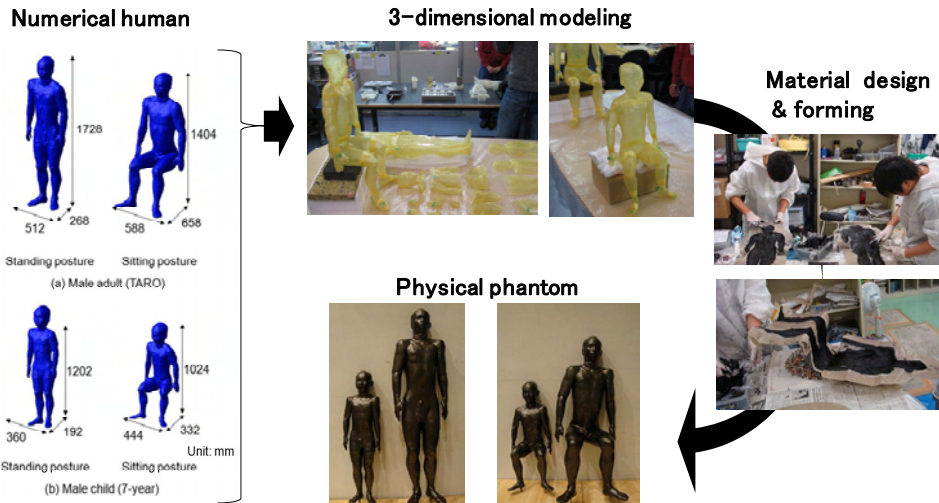 Numerical human
1728
1404
512
268
588
658
Standing posture
Sitting posture
(a) Male adult (TARO)
1202
1024
360
192
444
332
Unit: mm
Standing posture
Sitting posture
(b) Male child (7-year)
3-dimensional modeling
Material design
& forming
Physical phantom